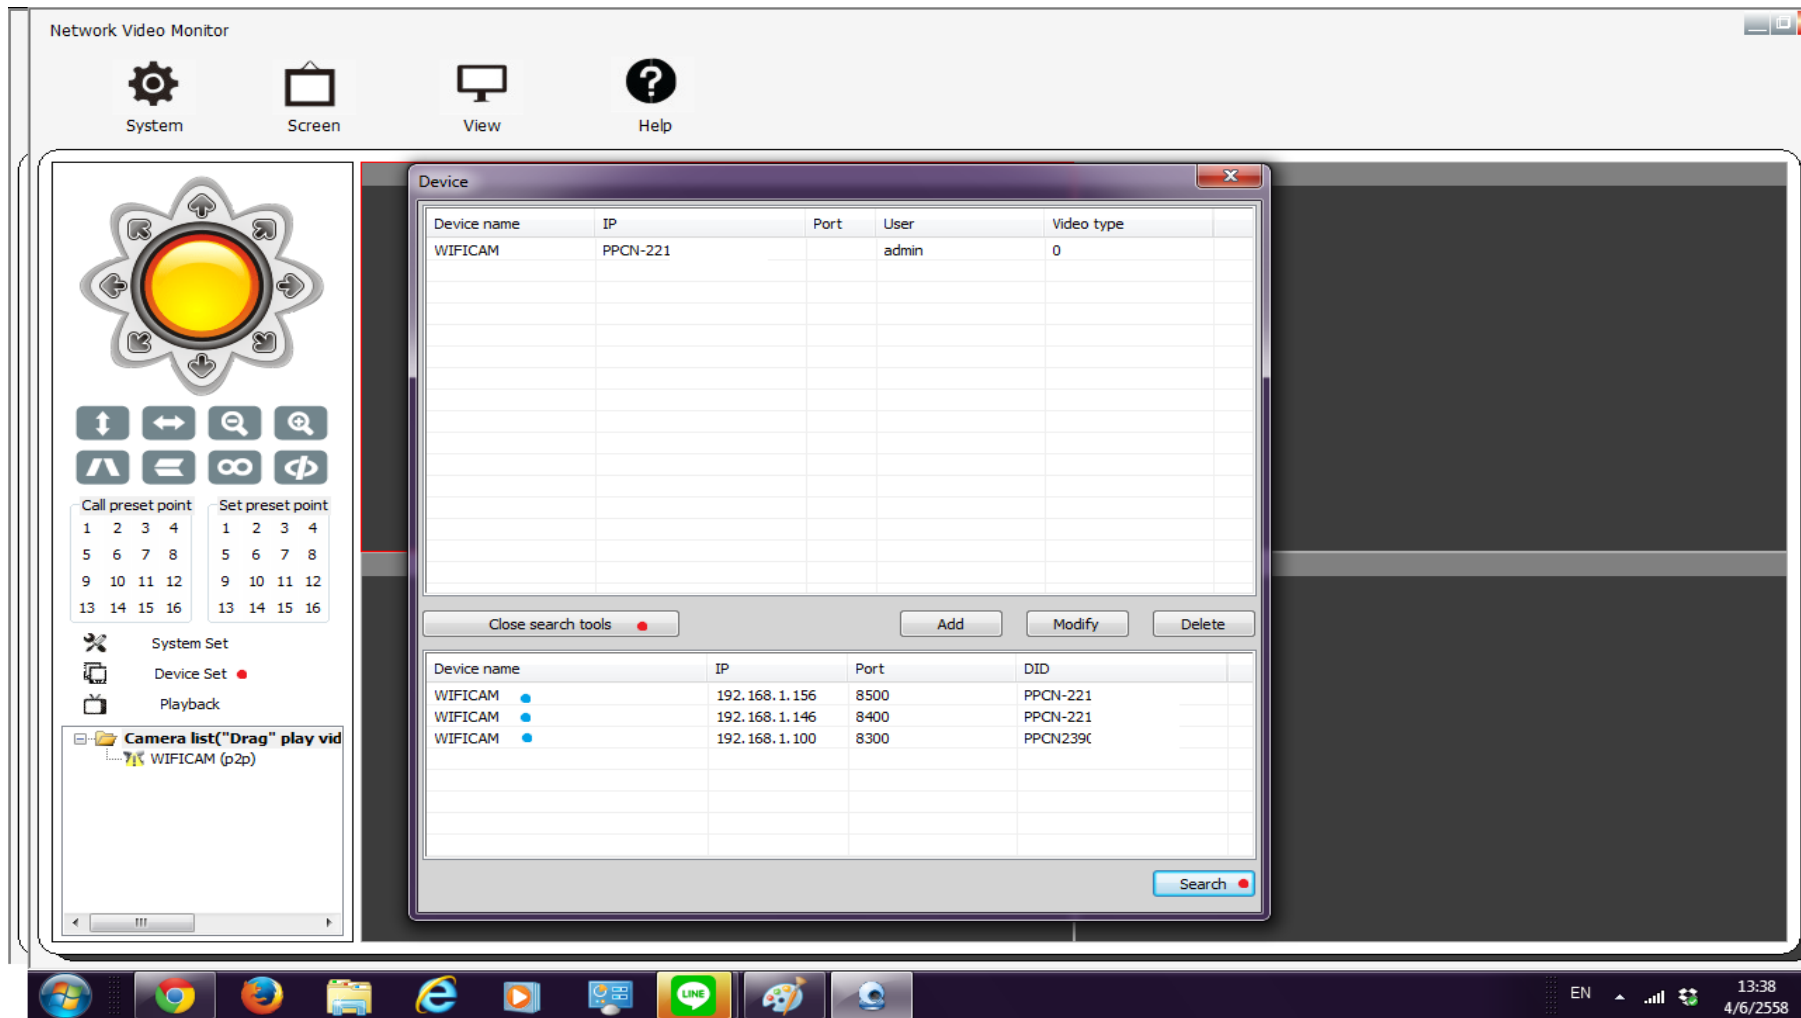 Network Video Monitor
System Screen View Help
Device
Device name IP Port User Video type
WIFICAM PPCN-221 admin 0
Call preset point
1 2 3 4
5 6 7 8
9 10 11 12
13 14 15 16
Set preset point
1 2 3 4
5 6 7 8
9 10 11 12
13 14 15 16
System Set
Device Set
Playback
Camera list("Drag" play vid
WIFICAM (p2p)
Close search tools Add Modify Delete
Device name IP Port DID
WIFICAM 192.168.1.156 8500 PPCN-221
WIFICAM 192.168.1.146 8400 PPCN-221
WIFICAM 192.168.1.100 8300 PPCN239
Search
LINE
EN
13:38
4/6/2558